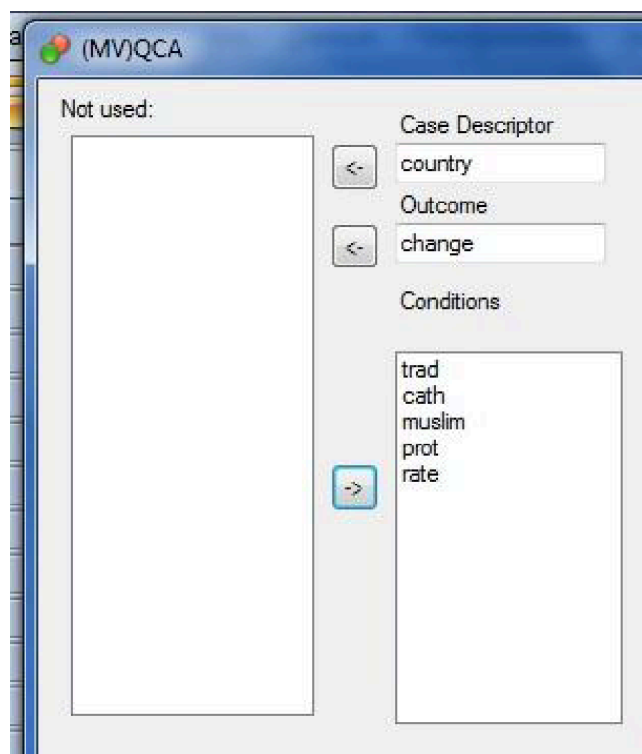 (MV)QCA
Not used:
Case Descriptor
<-
country
Outcome
<-
change
Conditions
trad
cath
muslim
prot
rate
->